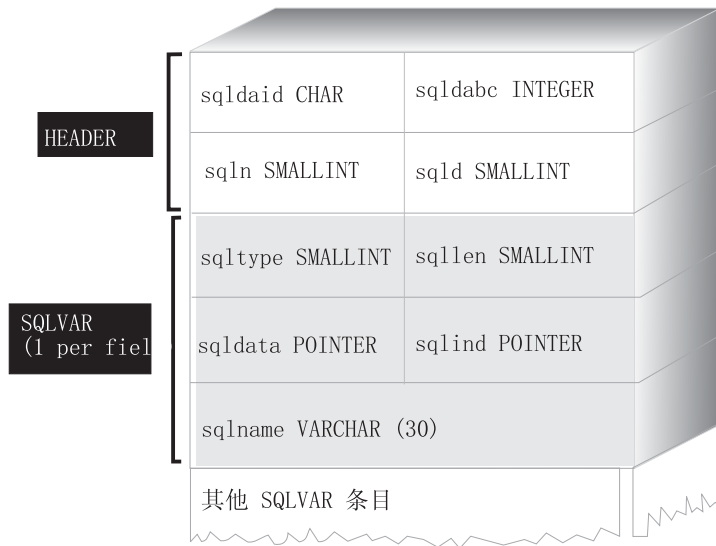 HEADER
sqldaid CHAR
sqldabc INTEGER
sqln SMALLINT
sqld SMALLINT
SQLVAR
(1 per fiel
sqltype SMALLINT
sqllen SMALLINT
sqldata POINTER
sqlind POINTER
sqlname VARCHAR (30)
其他 SQLVAR 条目